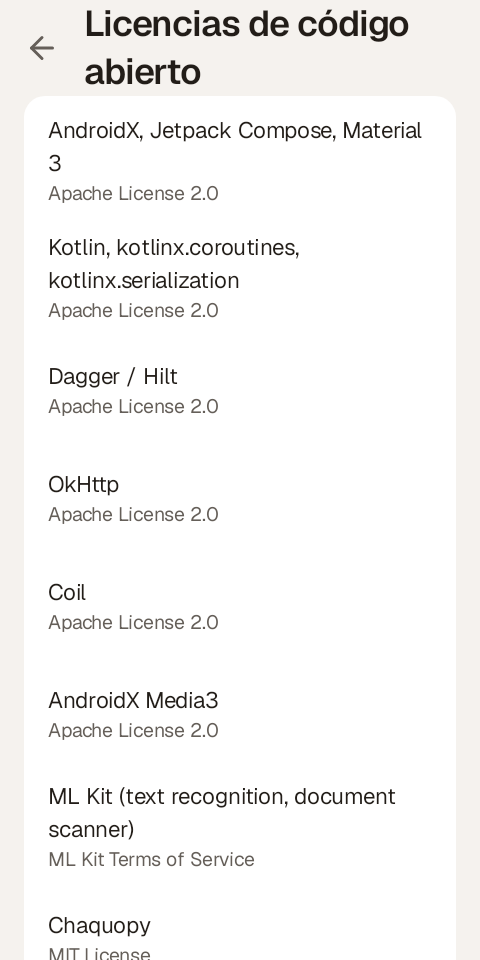 Licencias de código
abierto
AndroidX, Jetpack Compose, Material
3
Apache License 2.0
Kotlin, kotlinx.coroutines,
kotlinx.serialization
Apache License 2.0
Dagger / Hilt
Apache License 2.0
OkHttp
Apache License 2.0
Coil
Apache License 2.0
AndroidX Media3
Apache License 2.0
ML Kit (text recognition, document
scanner)
ML Kit Terms of Service
Chaquopy
MIT License